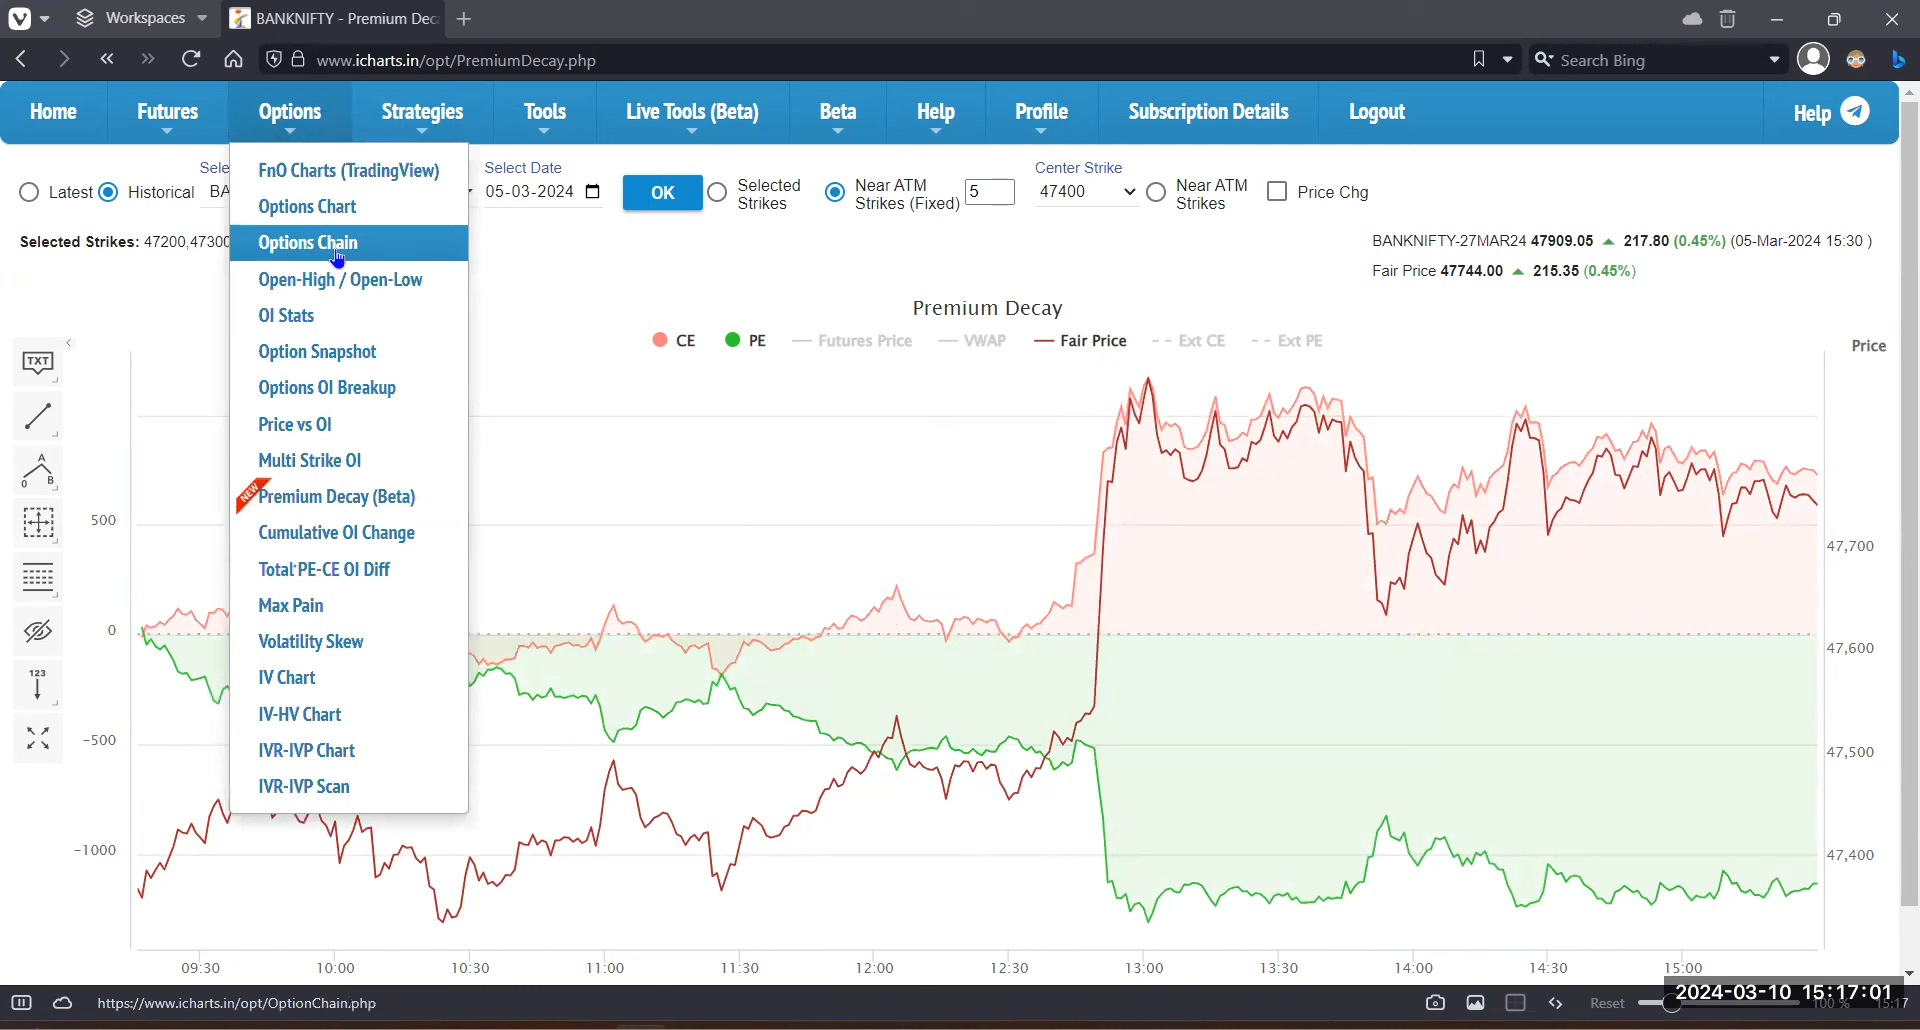 Workspaces
BANKNIFTY - Premium Dec
www.icharts.in/opt/PremiumDecay.php
Search Bing
Home Futures Options Strategies Tools Live Tools (Beta) Beta Help Profile Subscription Details Logout Help
Sele
Select Date
Center Strike
Latest Historical BA 05-03-2024 OK Selected Strikes Near ATM Strikes (Fixed) 5 47400 Near ATM Strikes Price Chg
Selected Strikes: 47200,47300
BANKNIFTY-27MAR24 47909.05 ▲ 217.80 (0.45%) (05-Mar-2024 15:30 )
Fair Price 47744.00 ▲ 215.35 (0.45%)
FnO Charts (TradingView)
Options Chart
Options Chain
Open-High / Open-Low
OI Stats
Option Snapshot
Options OI Breakup
Price vs OI
Multi Strike OI
NEW
Premium Decay (Beta)
Cumulative OI Change
Total PE-CE OI Diff
Max Pain
Volatility Skew
IV Chart
IV-HV Chart
IVR-IVP Chart
IVR-IVP Scan
Premium Decay
CE PE Futures Price VWAP Fair Price Ext CE Ext PE
Price
TXT
A
0 B
123
500
0
-500
-1000
47,700
47,600
47,500
47,400
09:30 10:00 10:30 11:00 11:30 12:00 12:30 13:00 13:30 14:00 14:30 15:00
https://www.icharts.in/opt/OptionChain.php
Reset
100 %
15:17
2024-03-10 15:17:01